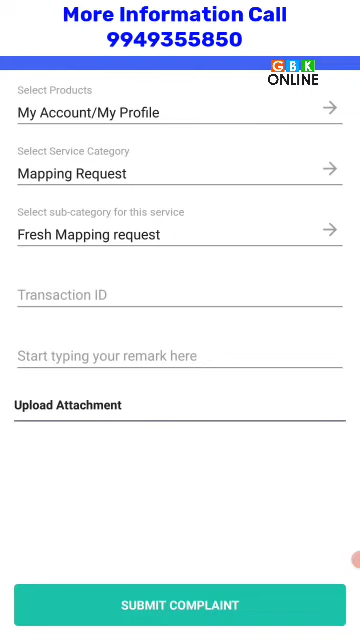 More Information Call
9949355850
GBK
ONLINE
Select Products
My Account/My Profile
Select Service Category
Mapping Request
Select sub-category for this service
Fresh Mapping request
Transaction ID
Start typing your remark here
Upload Attachment
SUBMIT COMPLAINT